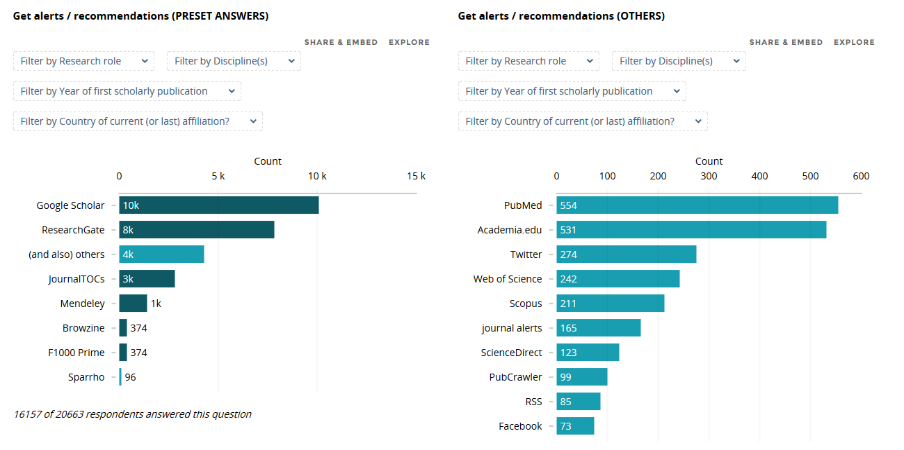 Get alerts / recommendations (PRESET ANSWERS)
SHARE & EMBED EXPLORE
Filter by Research role
Filter by Discipline(s)
Filter by Year of first scholarly publication
Filter by Country of current (or last) affiliation?
Count
0 5 k 10 k 15 k
Google Scholar 10k
ResearchGate 8k
(and also) others 4k
JournalTOCs 3k
Mendeley 1k
Browzine 374
F1000 Prime 374
Sparrho 96
16157 of 20663 respondents answered this question
Get alerts / recommendations (OTHERS)
SHARE & EMBED EXPLORE
Filter by Research role
Filter by Discipline(s)
Filter by Year of first scholarly publication
Filter by Country of current (or last) affiliation?
Count
0 100 200 300 400 500 600
PubMed 554
Academia.edu 531
Twitter 274
Web of Science 242
Scopus 211
journal alerts 165
ScienceDirect 123
PubCrawler 99
RSS 85
Facebook 73